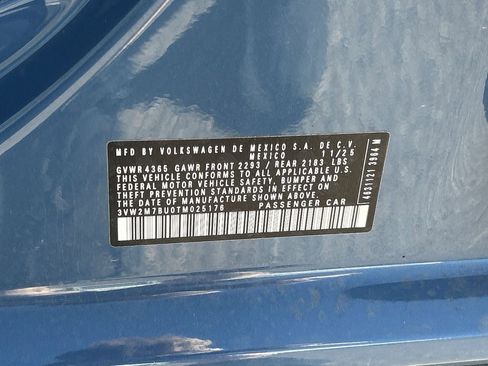 MFD BY VOLKSWAGEN DE MEXICO S.A. DE C.V.
MEXICO 11/25
GVWR 4365 GAWR FRONT 2293 / REAR 2183 LBS
THIS VEHICLE CONFORMS TO ALL APPLICABLE U.S.
FEDERAL MOTOR VEHICLE SAFETY, BUMPER AND
THEFT PREVENTION STANDARDS IN EFFECT ON
THE DATE OF MANUFACTURE SHOWN ABOVE.
3VW2M7BU0TM025176 PASSENGER CAR